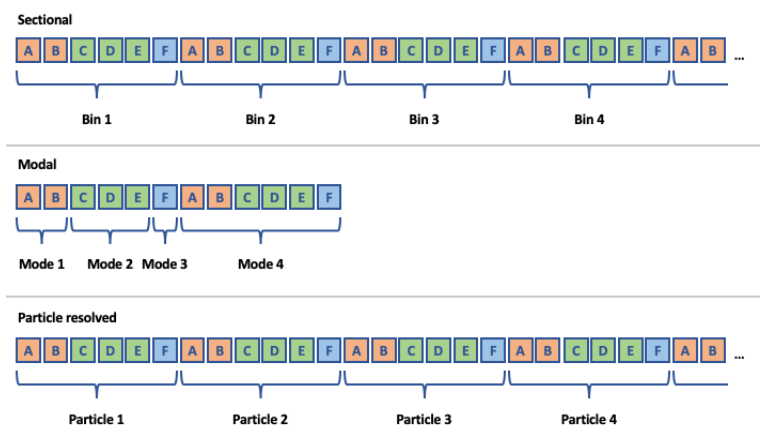 Sectional
A B C D E F A B C D E F A B C D E F A B C D E F A B ...
Bin 1 Bin 2 Bin 3 Bin 4
Modal
A B C D E F A B C D E F
Mode 1 Mode 2 Mode 3 Mode 4
Particle resolved
A B C D E F A B C D E F A B C D E F A B C D E F A B ...
Particle 1 Particle 2 Particle 3 Particle 4